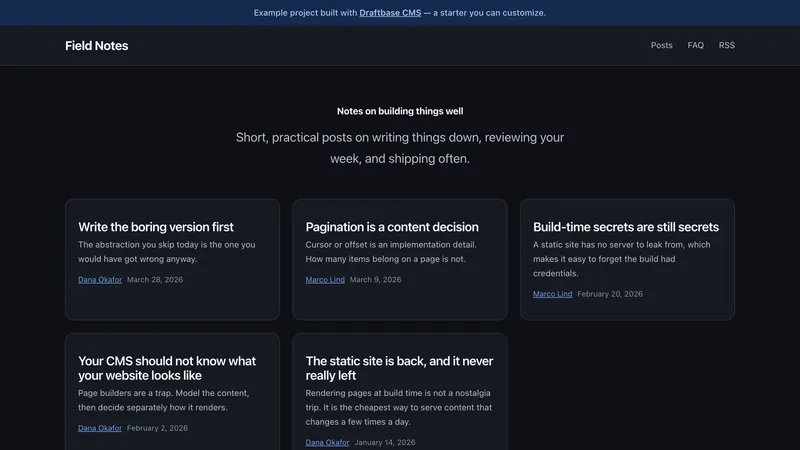 Example project built with Draftbase CMS — a starter you can customize.
Field Notes
Posts FAQ RSS
Notes on building things well
Short, practical posts on writing things down, reviewing your
week, and shipping often.
Write the boring version first
The abstraction you skip today is the one you
would have got wrong anyway.
Dana Okafor March 28, 2026
Pagination is a content decision
Cursor or offset is an implementation detail.
How many items belong on a page is not.
Marco Lind March 9, 2026
Build-time secrets are still secrets
A static site has no server to leak from, which
makes it easy to forget the build had
credentials.
Marco Lind February 20, 2026
Your CMS should not know what
your website looks like
Page builders are a trap. Model the content,
then decide separately how it renders.
Dana Okafor February 2, 2026
The static site is back, and it never
really left
Rendering pages at build time is not a nostalgia
trip. It is the cheapest way to serve content that
changes a few times a day.
Dana Okafor January 14, 2026